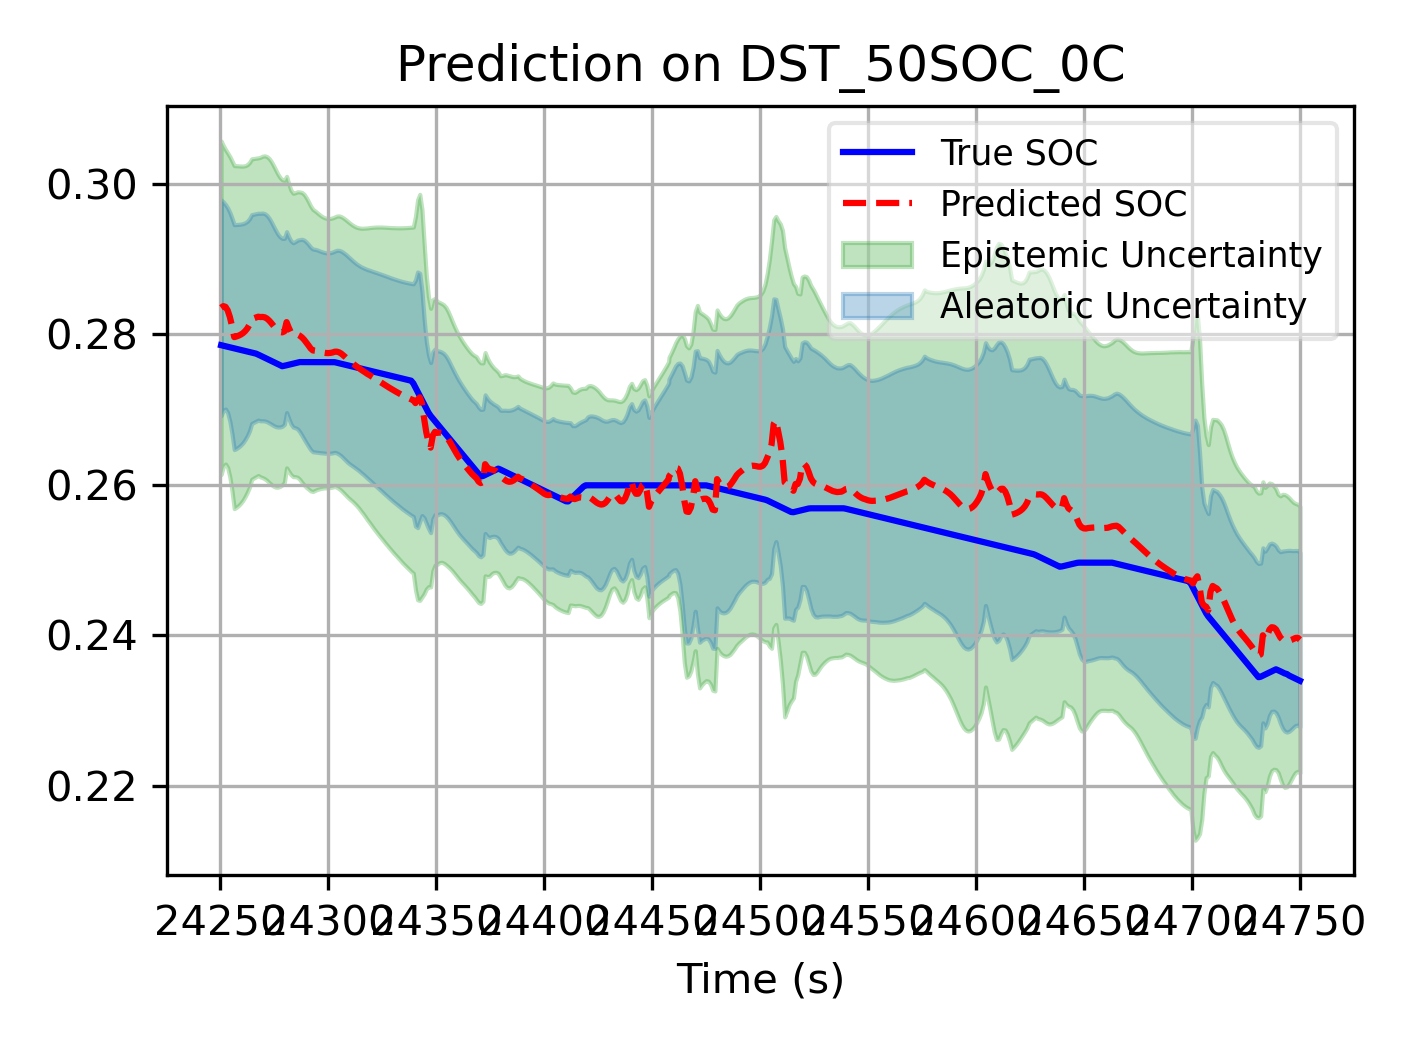 Prediction on DST_50SOC_0C
True SOC
Predicted SOC
Epistemic Uncertainty
Aleatoric Uncertainty
0.30
0.28
0.26
0.24
0.22
24250 24300 24350 24400 24450 24500 24550 24600 24650 24700 24750
Time (s)